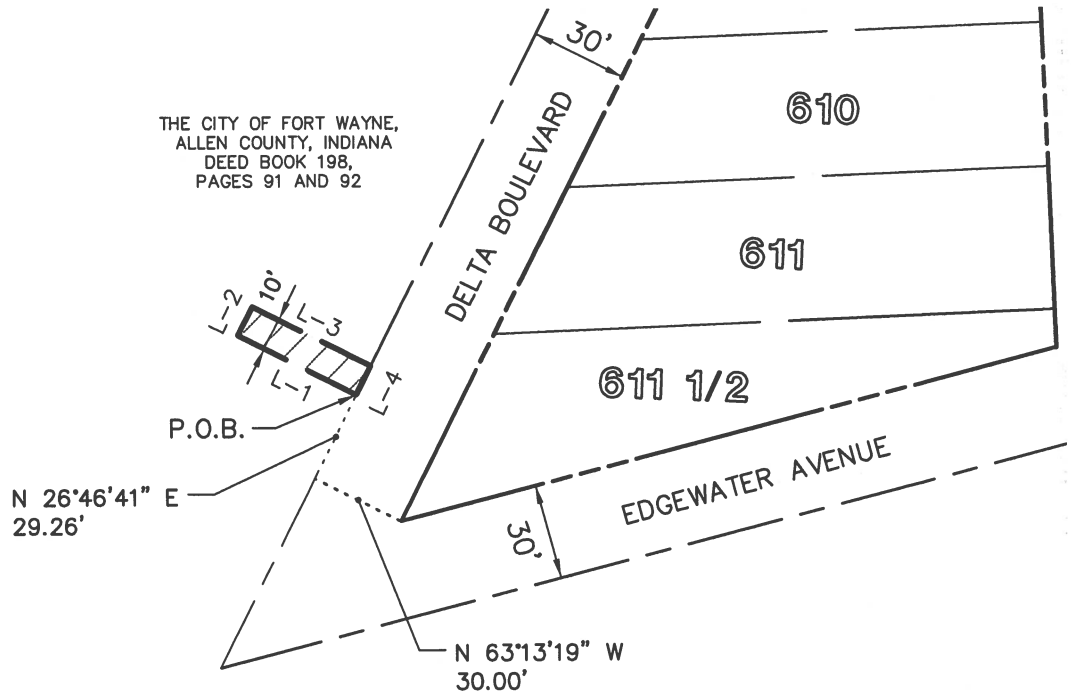 30'
610
THE CITY OF FORT WAYNE,
ALLEN COUNTY, INDIANA
DEED BOOK 198,
PAGES 91 AND 92
DELTA BOULEVARD
611
L-2
10'
L-3
L-1
L-4
611 1/2
P.O.B.
EDGEWATER AVENUE
N 26°46'41" E
29.26'
30'
N 63°13'19" W
30.00'